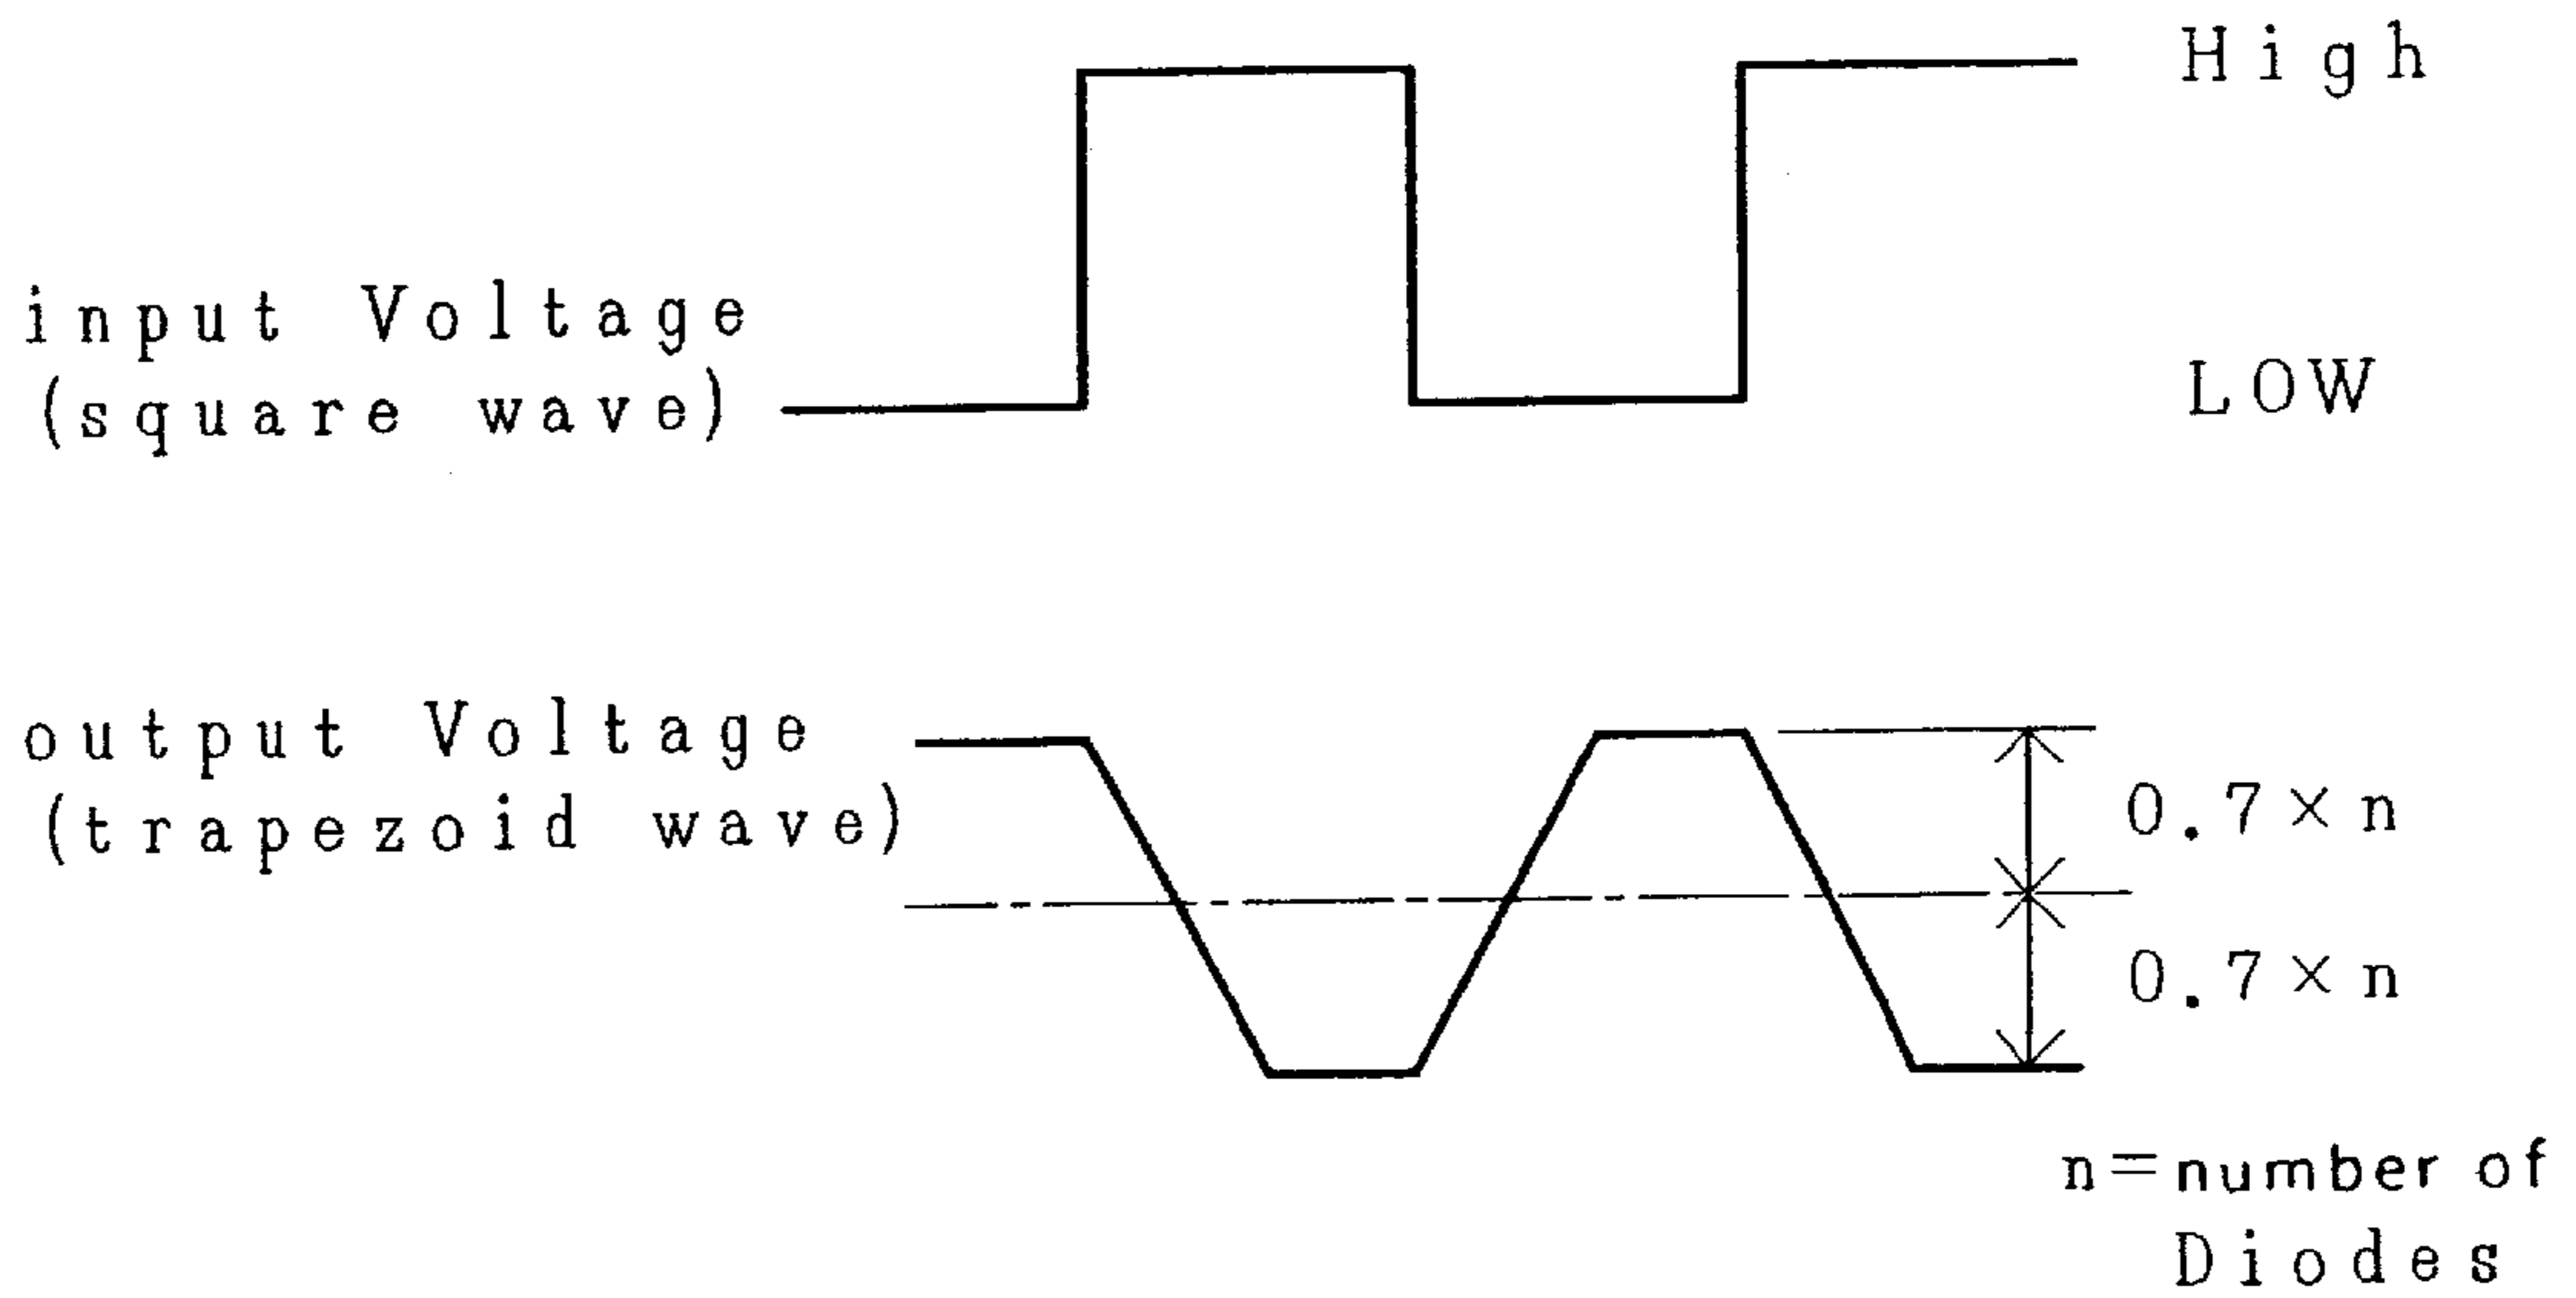 High
input Voltage
(square wave)
LOW
output Voltage
(trapezoid wave)
0.7×n
0.7×n
n=number of
Diodes